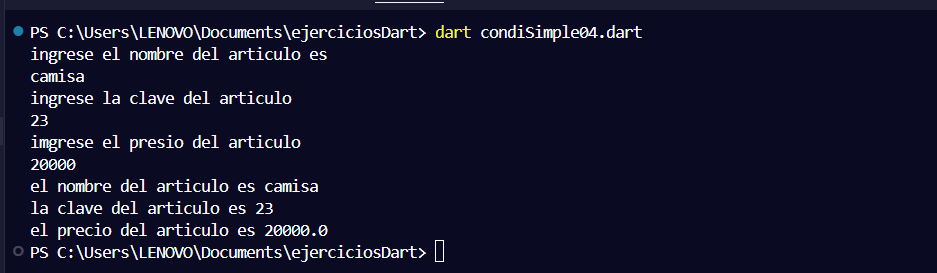 PS C:\Users\LENOVO\Documents\ejerciciosDart> dart condiSimple04.dart
ingrese el nombre del articulo es
camisa
ingrese la clave del articulo
23
imgrese el presio del articulo
20000
el nombre del articulo es camisa
la clave del articulo es 23
el precio del articulo es 20000.0
PS C:\Users\LENOVO\Documents\ejerciciosDart>